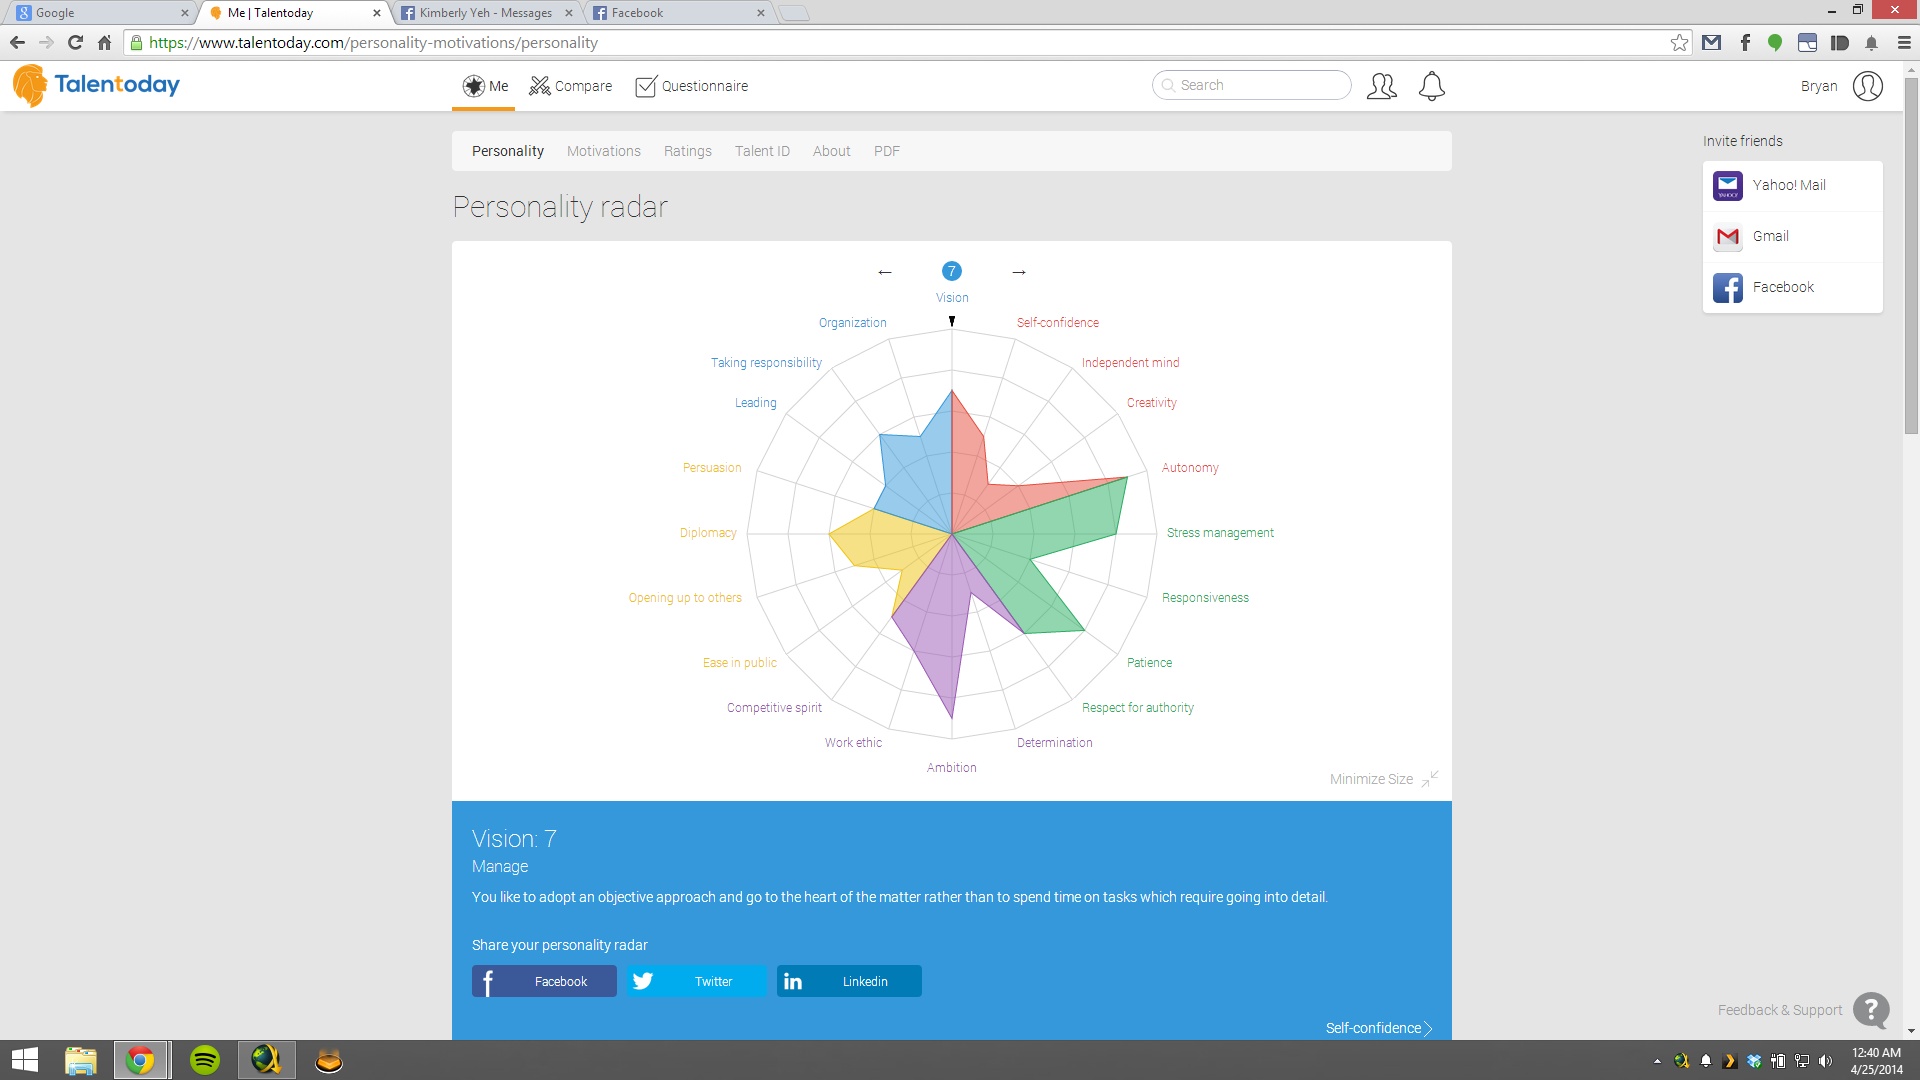 Google
Me | Talentoday
Kimberly Yeh - Messages
Facebook
https://www.talentoday.com/personality-motivations/personality
Talentoday
Me
Compare
Questionnaire
Search
Bryan
Personality
Motivations
Ratings
Talent ID
About
PDF
Invite friends
Yahoo! Mail
Gmail
Facebook
Personality radar
← 7 →
Vision
Organization
Self-confidence
Taking responsibility
Independent mind
Leading
Creativity
Persuasion
Autonomy
Diplomacy
Stress management
Opening up to others
Responsiveness
Ease in public
Patience
Competitive spirit
Respect for authority
Work ethic
Determination
Ambition
Minimize Size
Vision: 7
Manage
You like to adopt an objective approach and go to the heart of the matter rather than to spend time on tasks which require going into detail.
Share your personality radar
Facebook
Twitter
Linkedin
Self-confidence
Feedback & Support
?
12:40 AM
4/25/2014